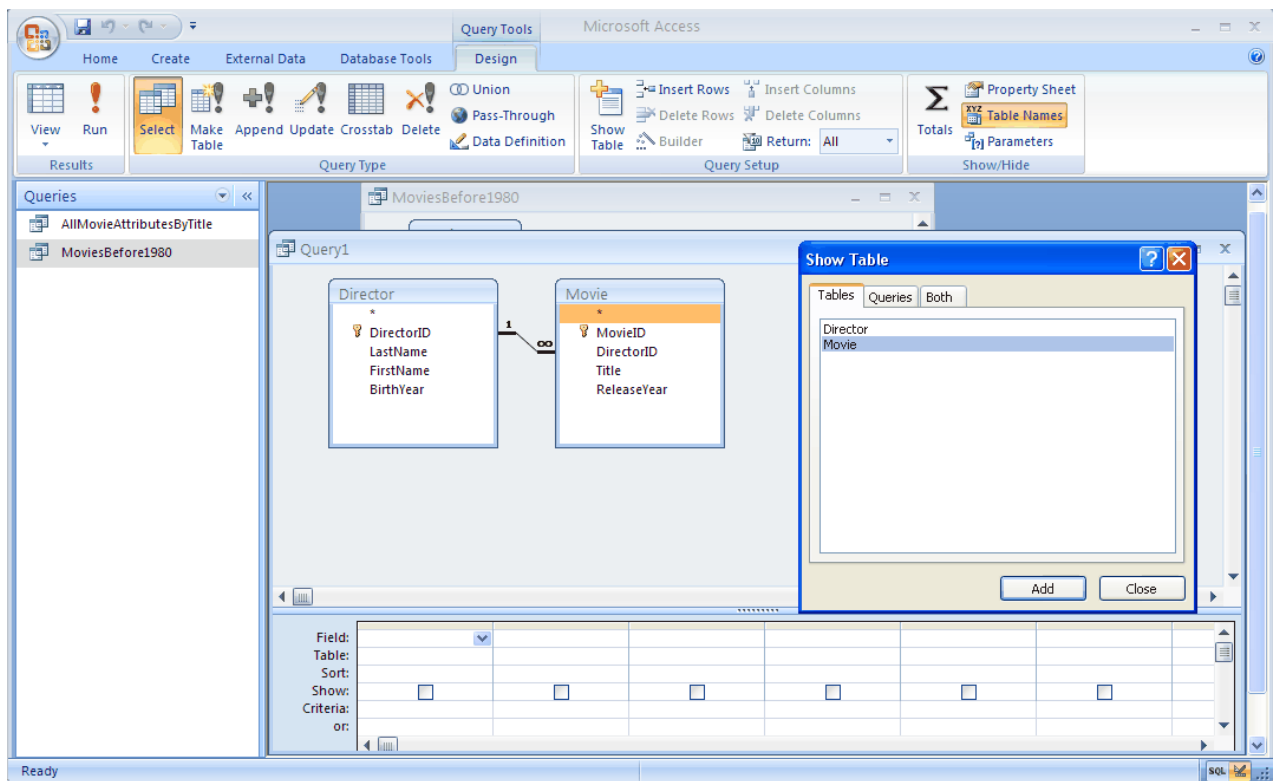 Query Tools
Microsoft Access
Home Create External Data Database Tools Design
View
Run
Select
Make Table
Append
Update
Crosstab
Delete
Union
Pass-Through
Data Definition
Show Table
Insert Rows
Delete Rows
Builder
Insert Columns
Delete Columns
Return: All
Totals
Property Sheet
XYZ
Table Names
Parameters
Results
Query Type
Query Setup
Show/Hide
Queries
AllMovieAttributesByTitle
MoviesBefore1980
MoviesBefore1980
Query1
Director
*
DirectorID
LastName
FirstName
BirthYear
1
∞
Movie
*
MovieID
DirectorID
Title
ReleaseYear
Show Table
Tables Queries Both
Director
Movie
Add Close
Field:
Table:
Sort:
Show:
Criteria:
or:
Ready
SQL